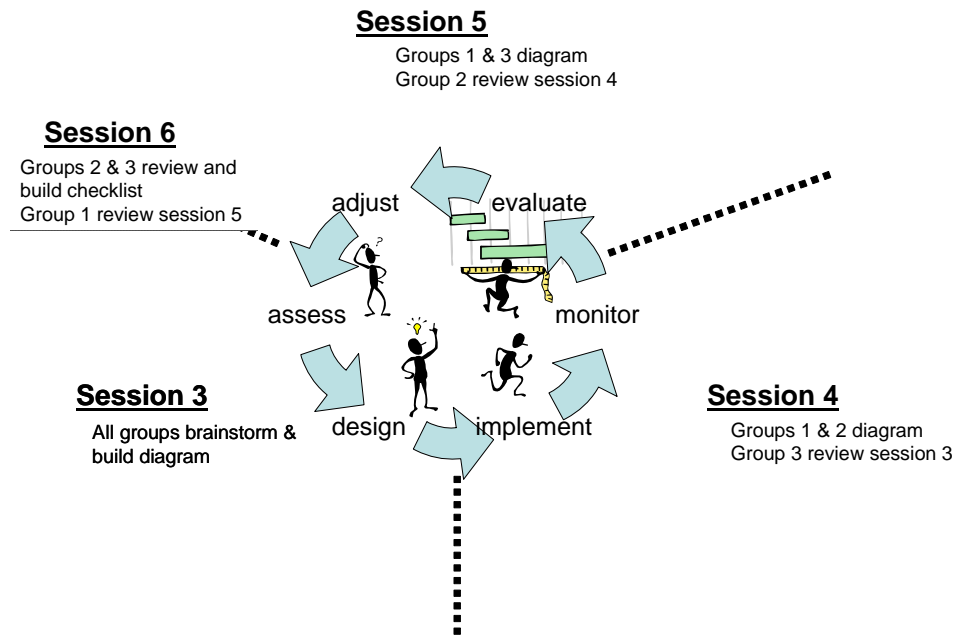 Session 5
Groups 1 & 3 diagram
Group 2 review session 4
Session 6
Groups 2 & 3 review and
build checklist
Group 1 review session 5
adjust
evaluate
?
assess
monitor
Session 3
All groups brainstorm &
build diagram
design
implement
Session 4
Groups 1 & 2 diagram
Group 3 review session 3